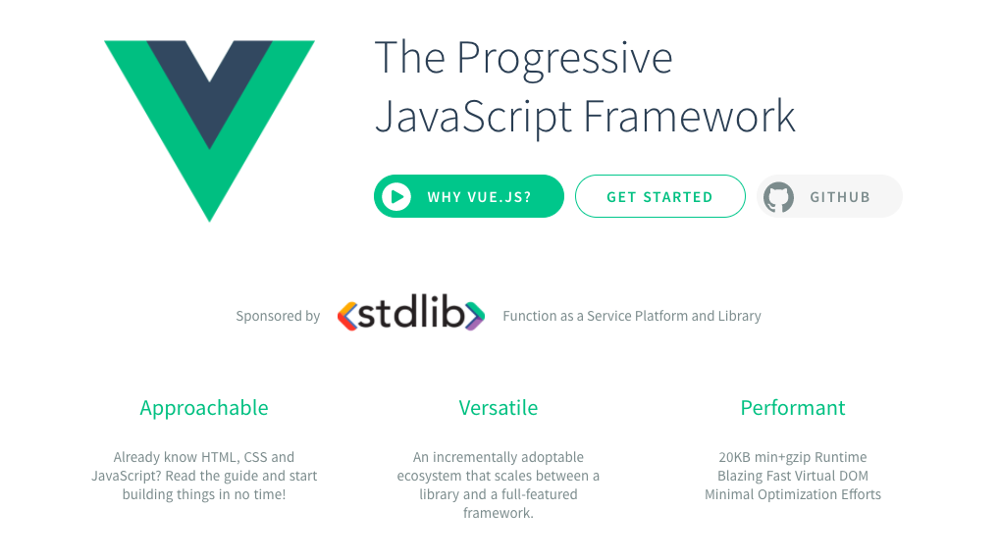 The Progressive
JavaScript Framework
WHY VUE.JS?
GET STARTED
GITHUB
Sponsored by
<stdlib>
Function as a Service Platform and Library
Approachable
Already know HTML, CSS and
JavaScript? Read the guide and start
building things in no time!
Versatile
An incrementally adoptable
ecosystem that scales between a
library and a full-featured
framework.
Performant
20KB min+gzip Runtime
Blazing Fast Virtual DOM
Minimal Optimization Efforts